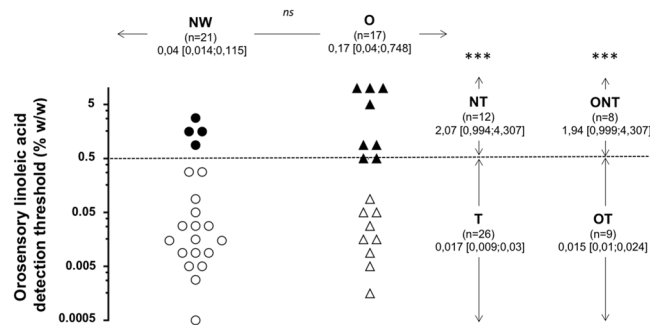 NW
(n=21)
0,04 [0,014;0,115]
ns
O
(n=17)
0,17 [0,04;0,748]
Orosensory linoleic acid
detection threshold (% w/w)
5
0.5
0.05
0.005
0.0005
***
NT
(n=12)
2,07 [0,994;4,307]
***
ONT
(n=8)
1,94 [0,999;4,307]
T
(n=26)
0,017 [0,009;0,03]
OT
(n=9)
0,015 [0,01;0,024]